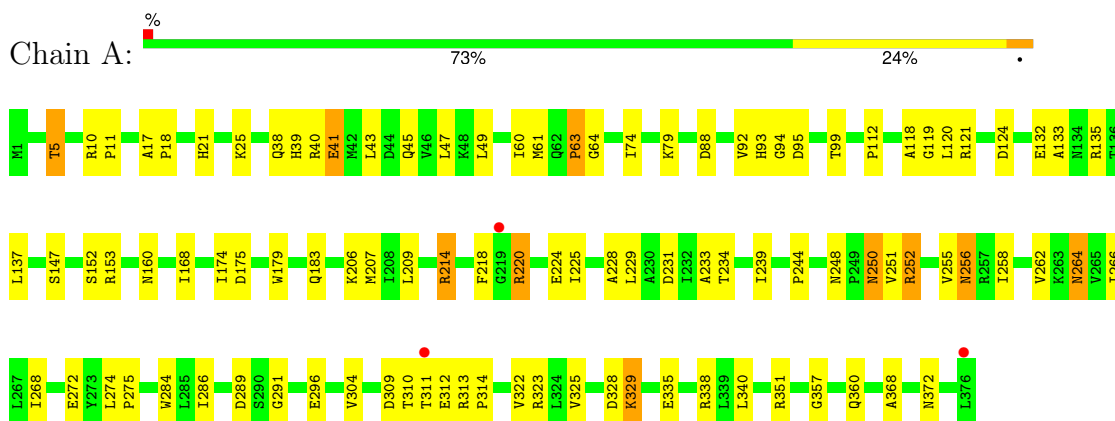 %
Chain A:
73% 24% •
M1 T5 R10 P11 A17 P18 H21 K25 Q38 H39 R40 E41 M42 L43 D44 Q45 V46 L47 K48 L49 I60 M61 Q62 P63 G64 I74 K79 D88 V92 H93 G94 D95 T99 P112 A118 G119 L120 R121 D124 E132 A133 N134 R135 T136
L137 S147 S152 R153 N160 I168 I174 D175 W179 Q183 K206 M207 I208 L209 R214 F218 G219 R220 E224 I225 A228 L229 A230 D231 I232 A233 T234 I239 P244 N248 P249 N250 V251 R252 V255 N256 R257 I258 V262 K263 N264 V265 I266
L267 I268 E272 Y273 L274 P275 W284 L285 I286 D289 S290 G291 E296 V304 D309 T310 T311 E312 R313 P314 V322 R323 L324 V325 D328 K329 E335 R338 L339 L340 R351 G357 Q360 A368 N372 L376